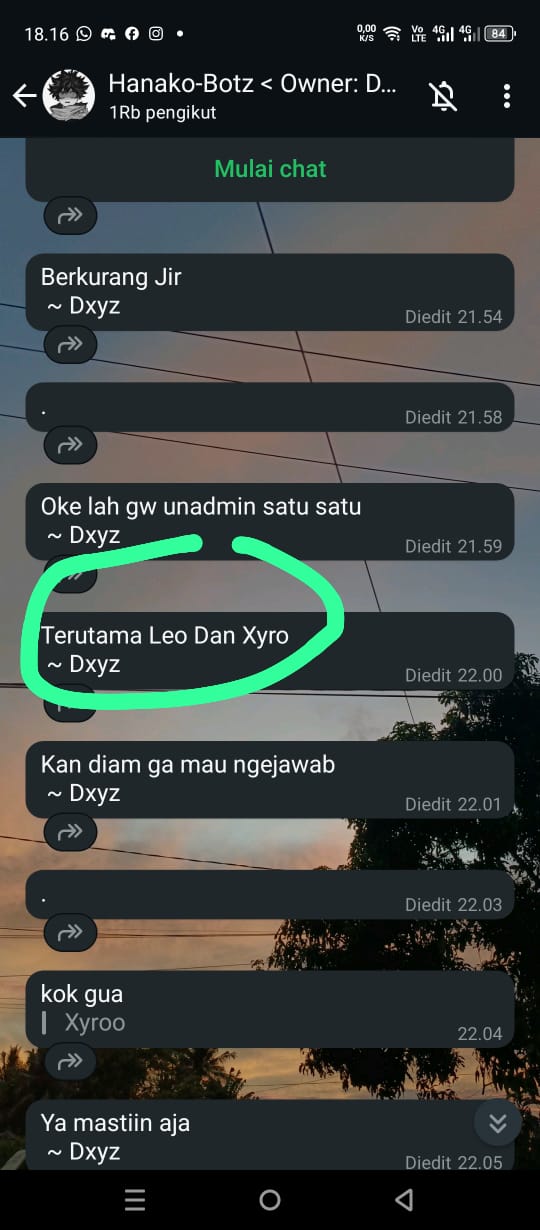 18.16
0,00
K/S
Vo
LTE
4G
4G
84
Hanako-Botz < Owner: D...
1Rb pengikut
Mulai chat
Berkurang Jir
~ Dxyz
Diedit 21.54
.
Diedit 21.58
Oke lah gw unadmin satu satu
~ Dxyz
Diedit 21.59
Terutama Leo Dan Xyro
~ Dxyz
Diedit 22.00
Kan diam ga mau ngejawab
~ Dxyz
Diedit 22.01
.
Diedit 22.03
kok gua
Xyroo
22.04
Ya mastiin aja
~ Dxyz
Diedit 22.05